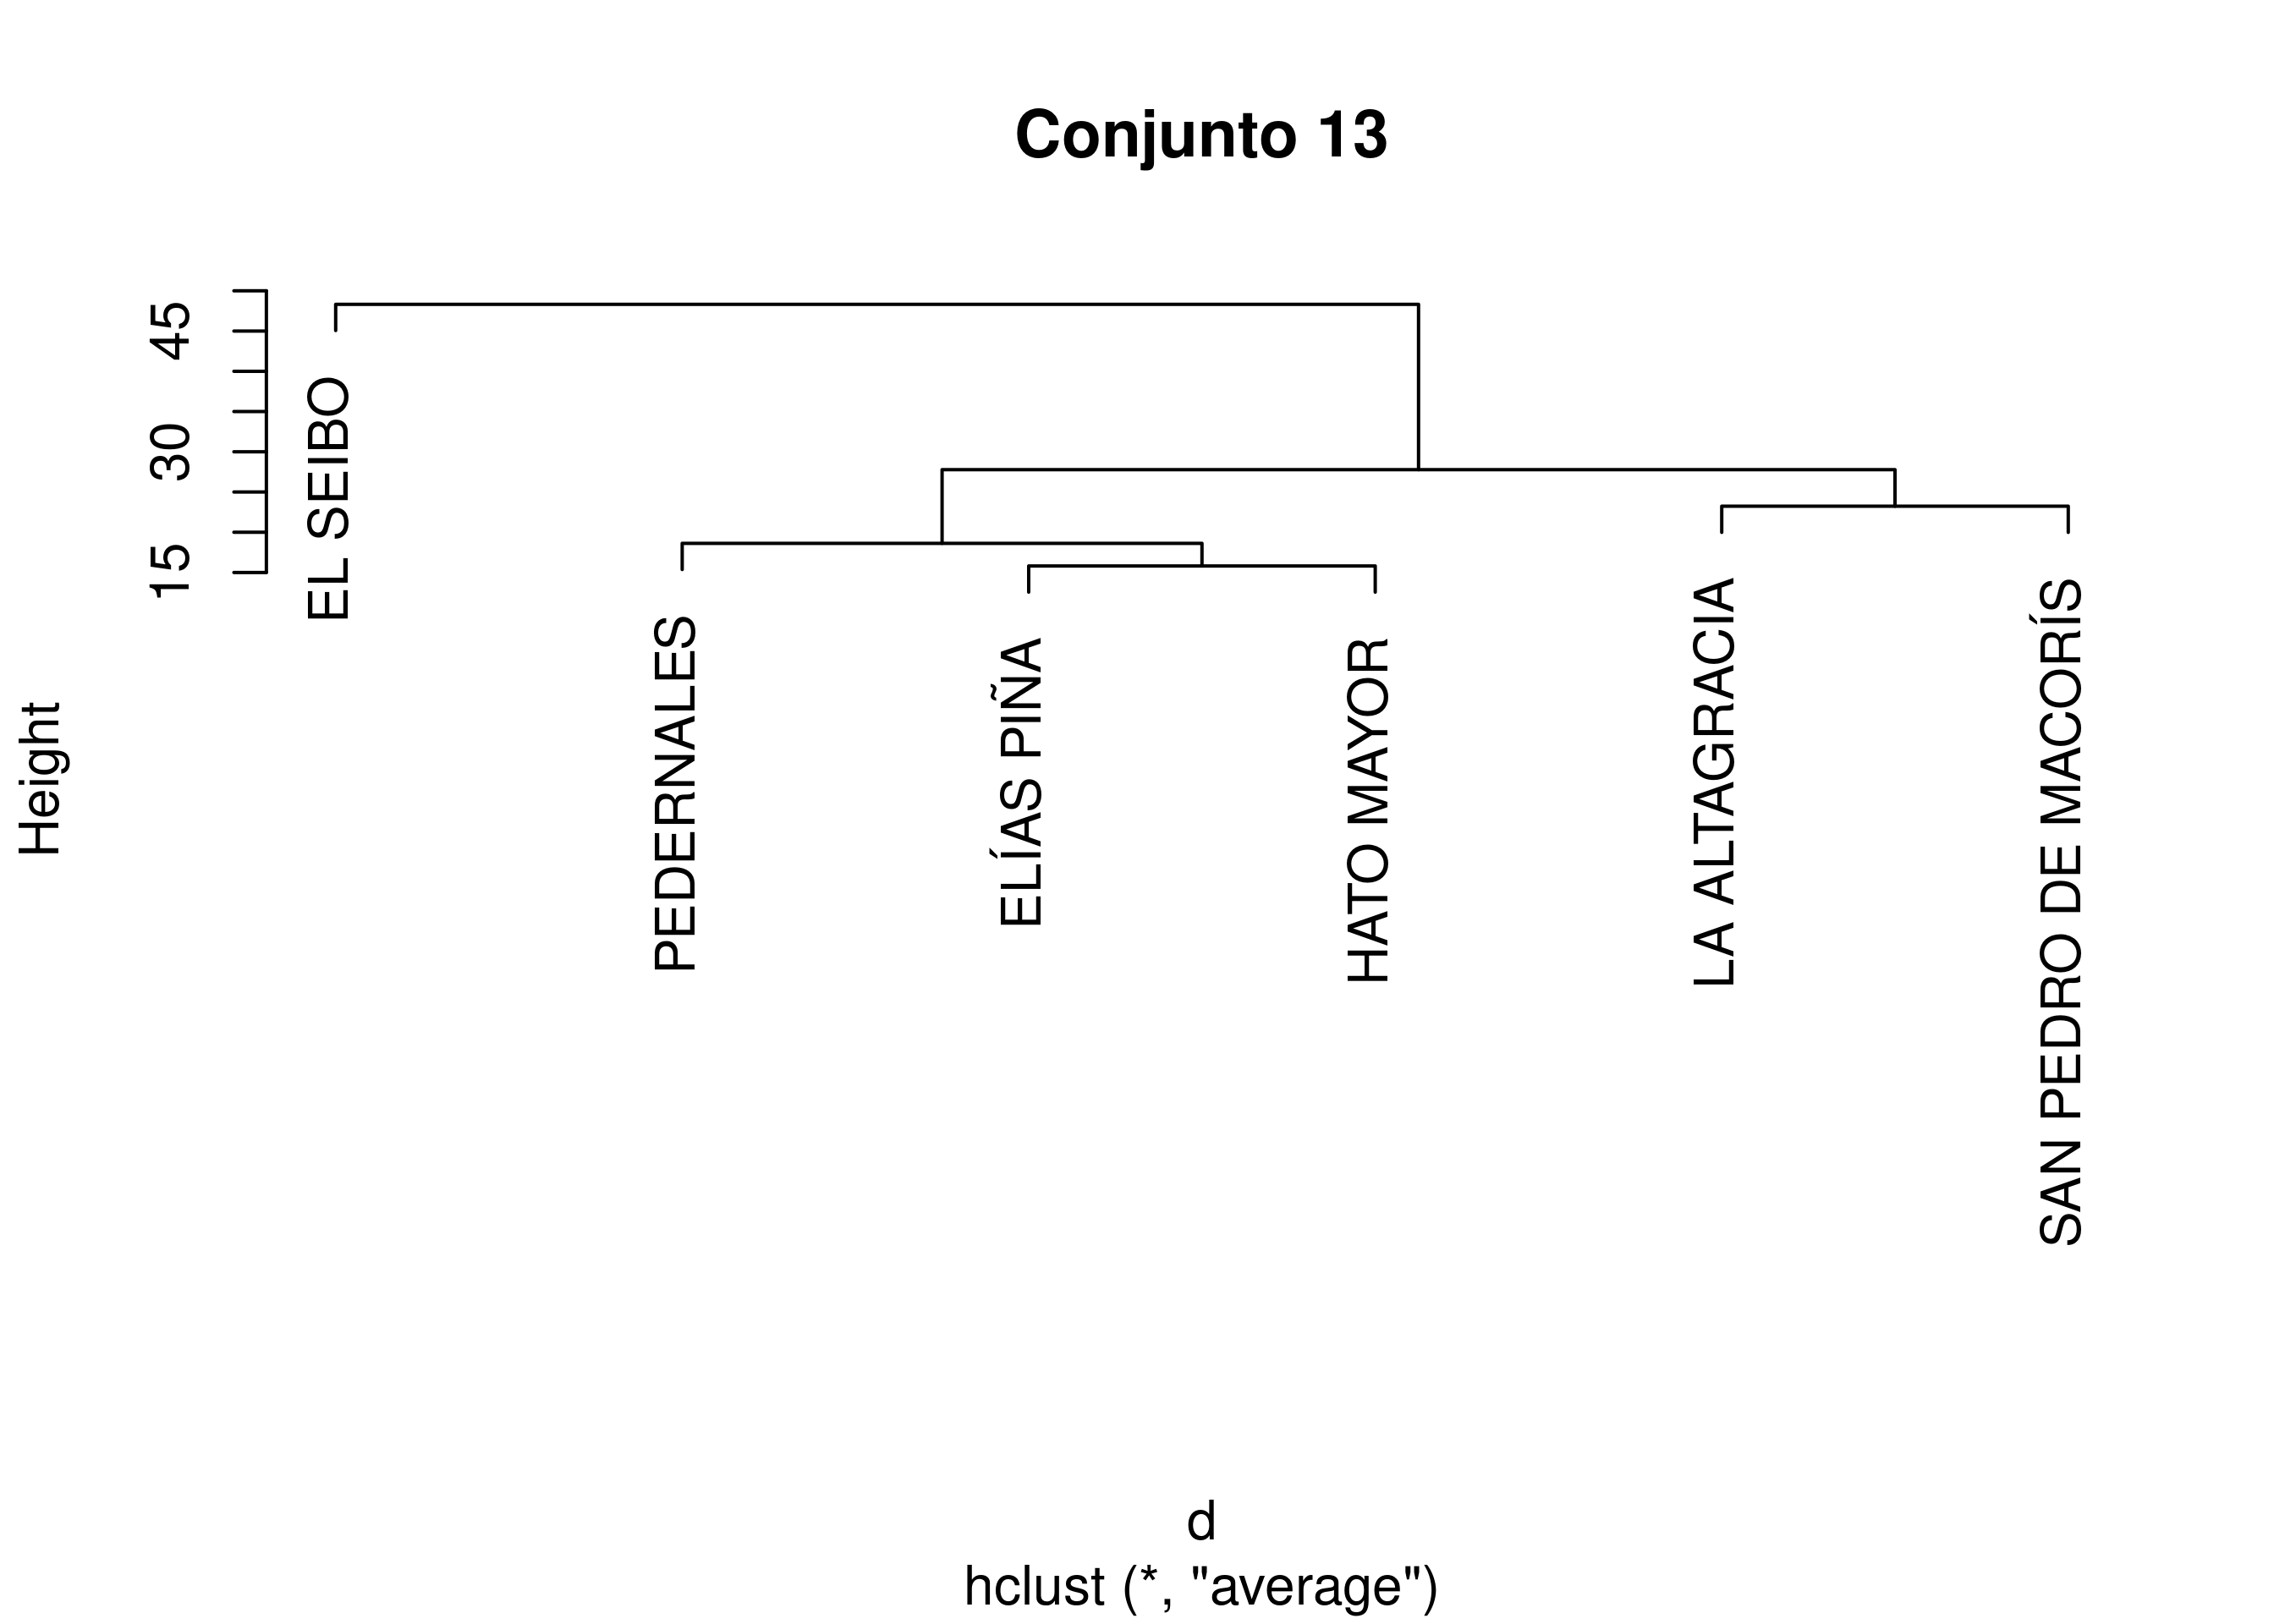 Conjunto 13
Height
45
30
15
EL SEIBO
PEDERNALES
ELÍAS PIÑA
HATO MAYOR
LA ALTAGRACIA
SAN PEDRO DE MACORÍS
d
hclust (*, "average")